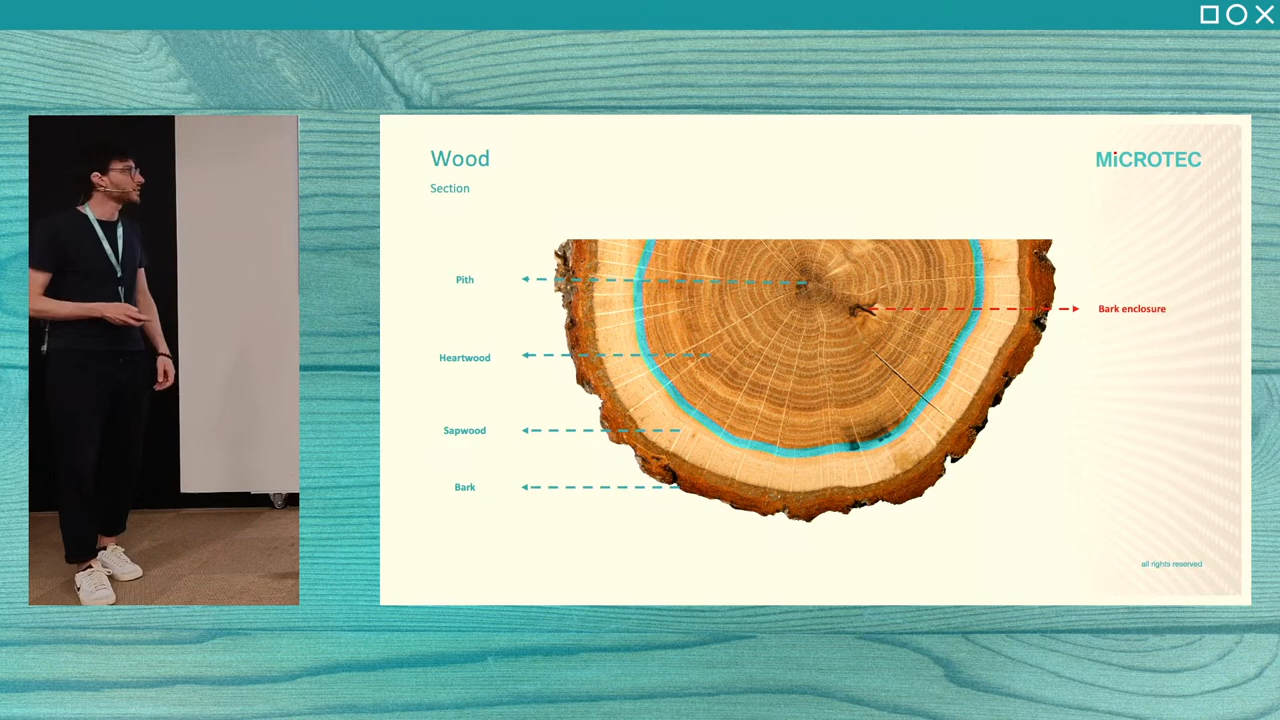 Wood
Section
MiCROTEC
Pith
Bark enclosure
Heartwood
Sapwood
Bark
all rights reserved